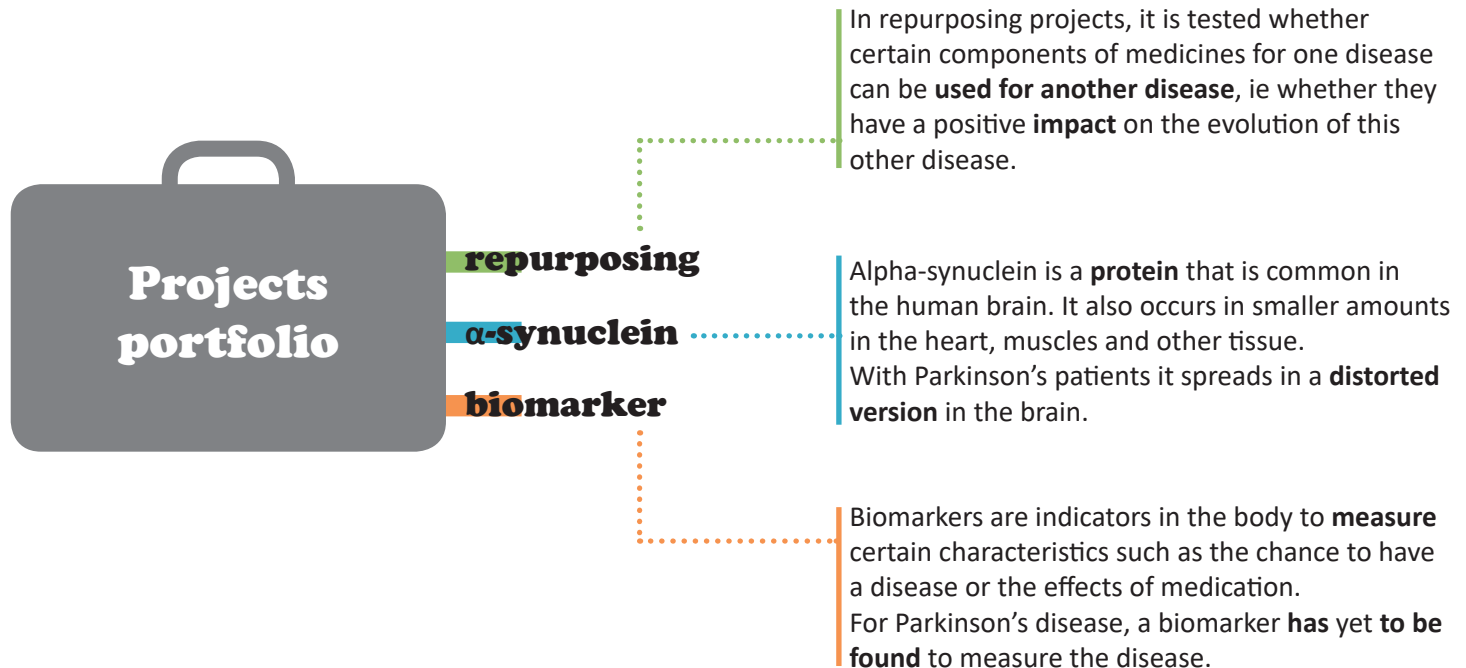 Projects
portfolio
repurposing
α-synuclein
biomarker
In repurposing projects, it is tested whether
certain components of medicines for one disease
can be used for another disease, ie whether they
have a positive impact on the evolution of this
other disease.
Alpha-synuclein is a protein that is common in
the human brain. It also occurs in smaller amounts
in the heart, muscles and other tissue.
With Parkinson’s patients it spreads in a distorted
version in the brain.
Biomarkers are indicators in the body to measure
certain characteristics such as the chance to have
a disease or the effects of medication.
For Parkinson’s disease, a biomarker has yet to be
found to measure the disease.